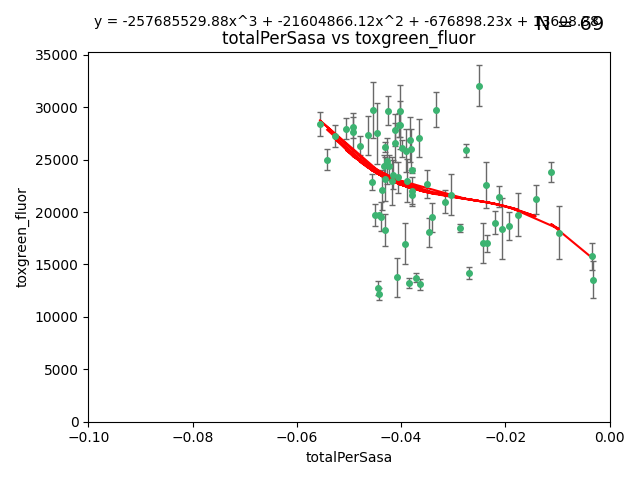 y = -257685529.88x^3 + -21604866.12x^2 + -676898.23x +
N = 69
totalPerSasa vs toxgreen_fluor
35000
30000
25000
20000
15000
10000
5000
0
toxgreen_fluor
−0.10 −0.08 −0.06 −0.04 −0.02 0.00
totalPerSasa